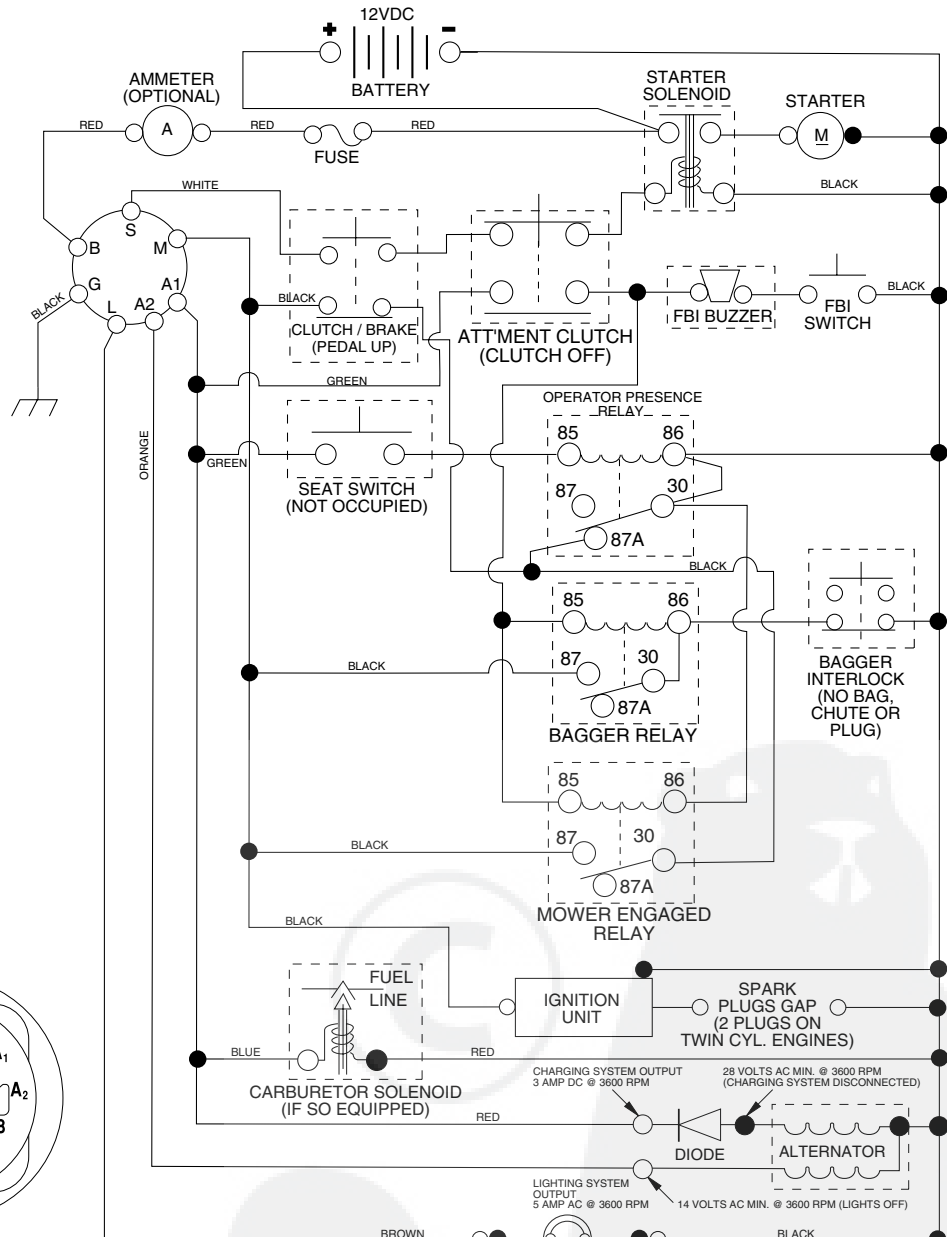 12VDC
+
-
BATTERY
AMMETER
(OPTIONAL)
STARTER
SOLENOID
STARTER
RED
A
RED
RED
M
FUSE
WHITE
BLACK
S
B
M
G
A1
L
A2
BLACK
BLACK
CLUTCH / BRAKE
(PEDAL UP)
ATT'MENT CLUTCH
(CLUTCH OFF)
FBI BUZZER
FBI
SWITCH
BLACK
GREEN
OPERATOR PRESENCE
RELAY
85
86
ORANGE
GREEN
SEAT SWITCH
(NOT OCCUPIED)
87
30
87A
BLACK
85
86
BLACK
87
30
87A
BAGGER RELAY
BAGGER
INTERLOCK
(NO BAG,
CHUTE OR
PLUG)
85
86
BLACK
87
30
87A
MOWER ENGAGED
RELAY
BLACK
©
FUEL
LINE
IGNITION
UNIT
SPARK
PLUGS GAP
(2 PLUGS ON
TWIN CYL. ENGINES)
BLUE
RED
CARBURETOR SOLENOID
(IF SO EQUIPPED)
CHARGING SYSTEM OUTPUT
3 AMP DC @ 3600 RPM
28 VOLTS AC MIN. @ 3600 RPM
(CHARGING SYSTEM DISCONNECTED)
RED
DIODE
ALTERNATOR
LIGHTING SYSTEM
OUTPUT
5 AMP AC @ 3600 RPM
14 VOLTS AC MIN. @ 3600 RPM (LIGHTS OFF)
A2
BROWN
BLACK